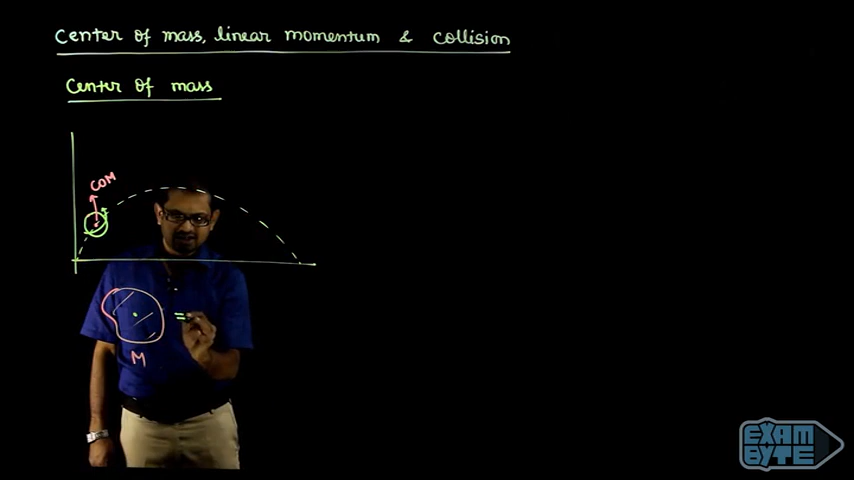 Center of mass, linear momentum & collision
Center of mass
COM
=
M
EXAM
BYTE